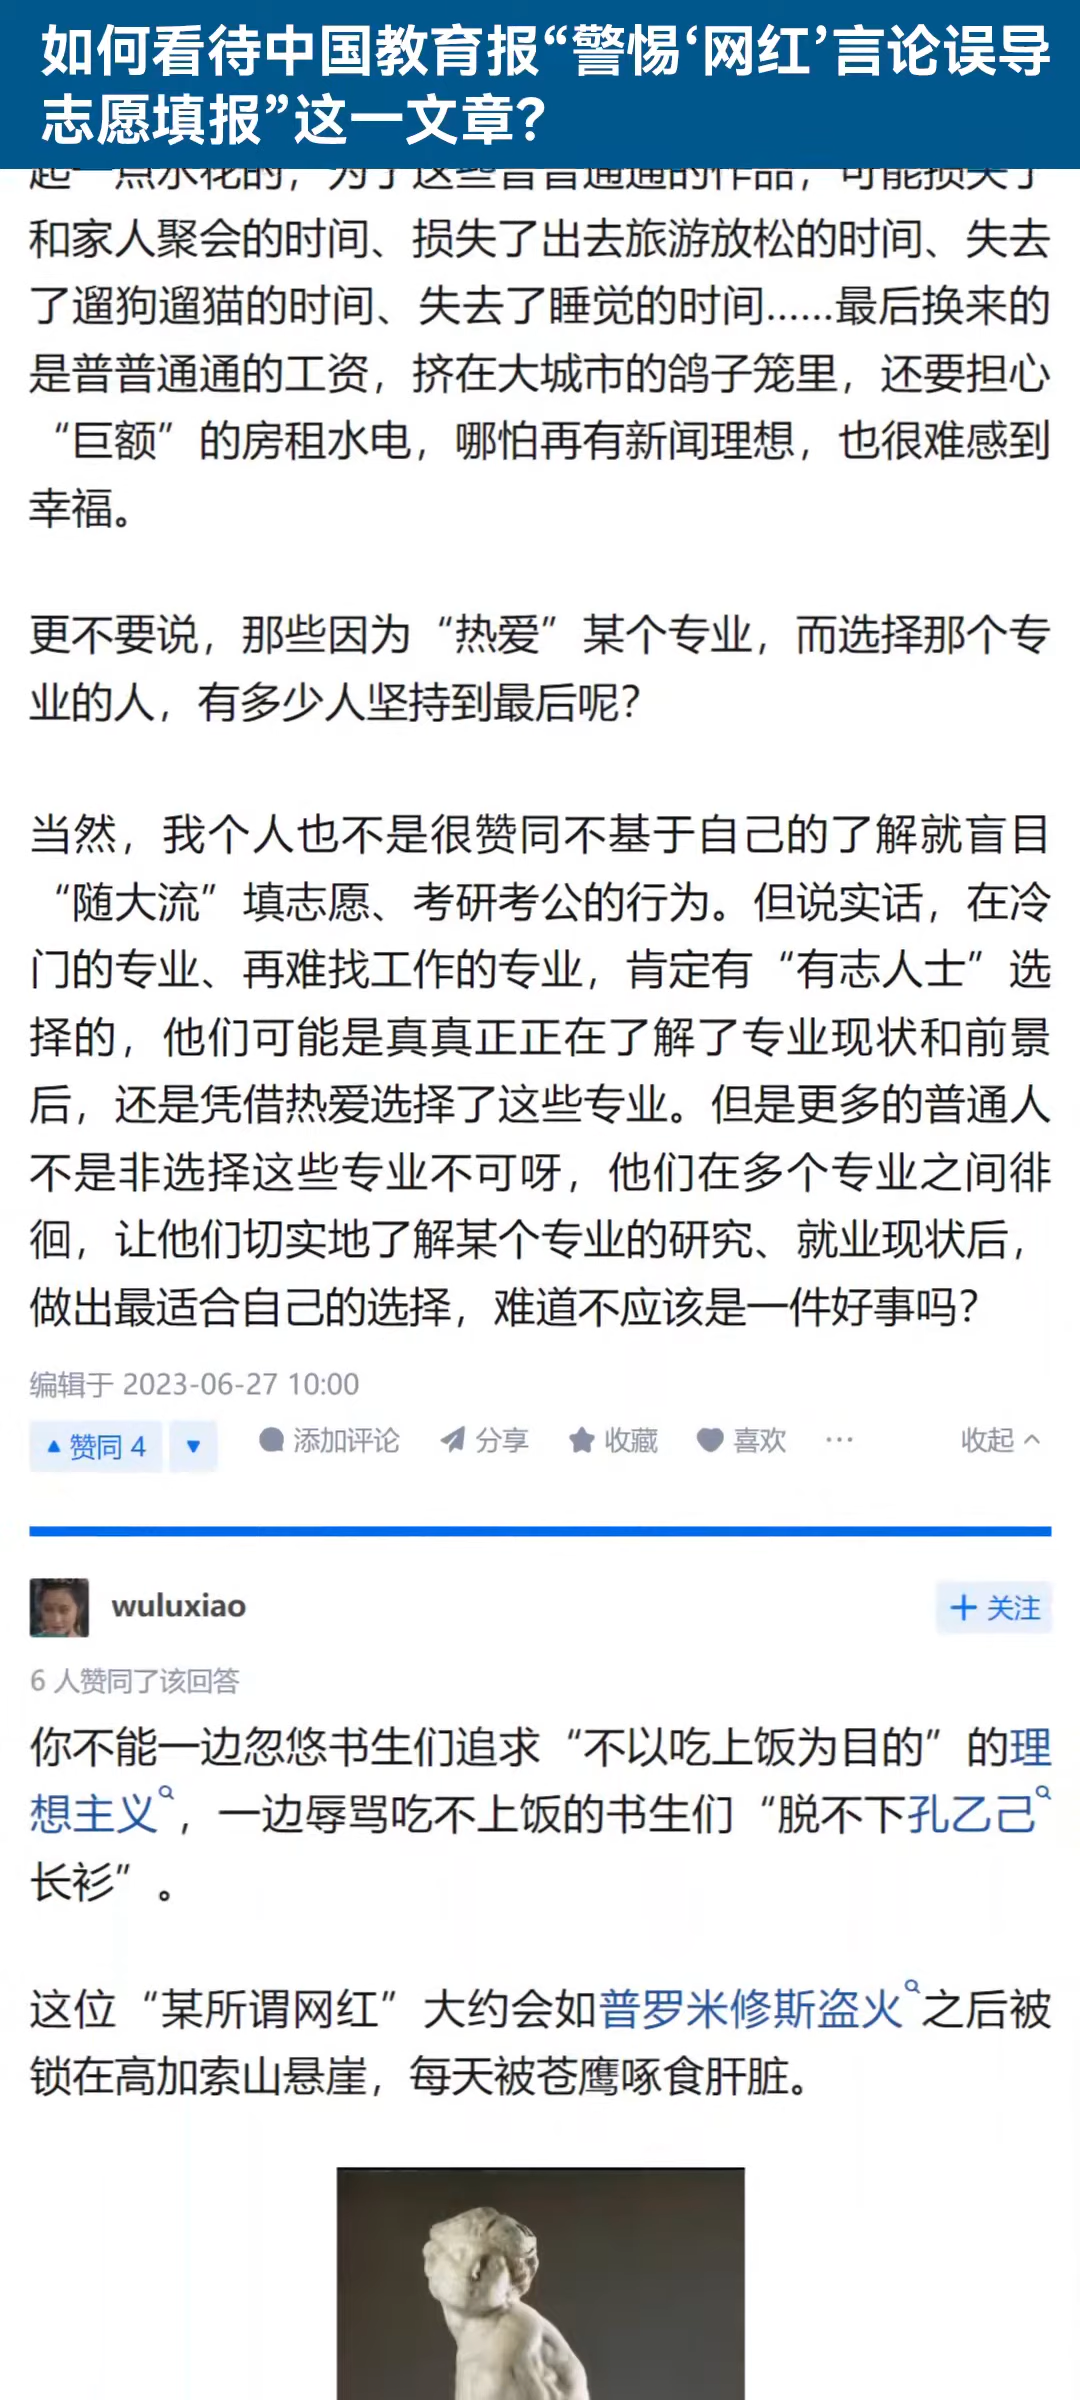 如何看待中国教育报“警惕‘网红’言论误导
志愿填报”这一文章？
起一点水花的，为了这些普普通通的作品，可能损失了
和家人聚会的时间、损失了出去旅游放松的时间、失去
了遛狗遛猫的时间、失去了睡觉的时间......最后换来的
是普普通通的工资，挤在大城市的鸽子笼里，还要担心
“巨额”的房租水电，哪怕再有新闻理想，也很难感到
幸福。
更不要说，那些因为“热爱”某个专业，而选择那个专
业的人，有多少人坚持到最后呢？
当然，我个人也不是很赞同不基于自己的了解就盲目
“随大流”填志愿、考研考公的行为。但说实话，在冷
门的专业、再难找工作的专业，肯定有“有志人士”选
择的，他们可能是真真正正在了解了专业现状和前景
后，还是凭借热爱选择了这些专业。但是更多的普通人
不是非选择这些专业不可呀，他们在多个专业之间徘
徊，让他们切实地了解某个专业的研究、就业现状后，
做出最适合自己的选择，难道不应该是一件好事吗？
编辑于 2023-06-27 10:00
赞同 4 添加评论 分享 收藏 喜欢 ··· 收起
wuluxiao + 关注
6 人赞同了该回答
你不能一边忽悠书生们追求“不以吃上饭为目的”的理
想主义，一边辱骂吃不上饭的书生们“脱不下孔乙己
长衫”。
这位“某所谓网红”大约会如普罗米修斯盗火之后被
锁在高加索山悬崖，每天被苍鹰啄食肝脏。